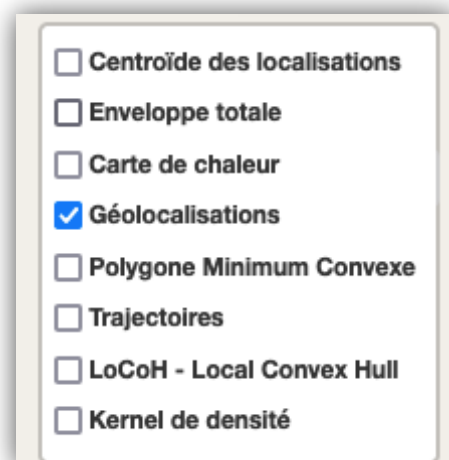 Centroïde des localisations
Enveloppe totale
Carte de chaleur
Géolocalisations
Polygone Minimum Convexe
Trajectoires
LoCoH - Local Convex Hull
Kernel de densité